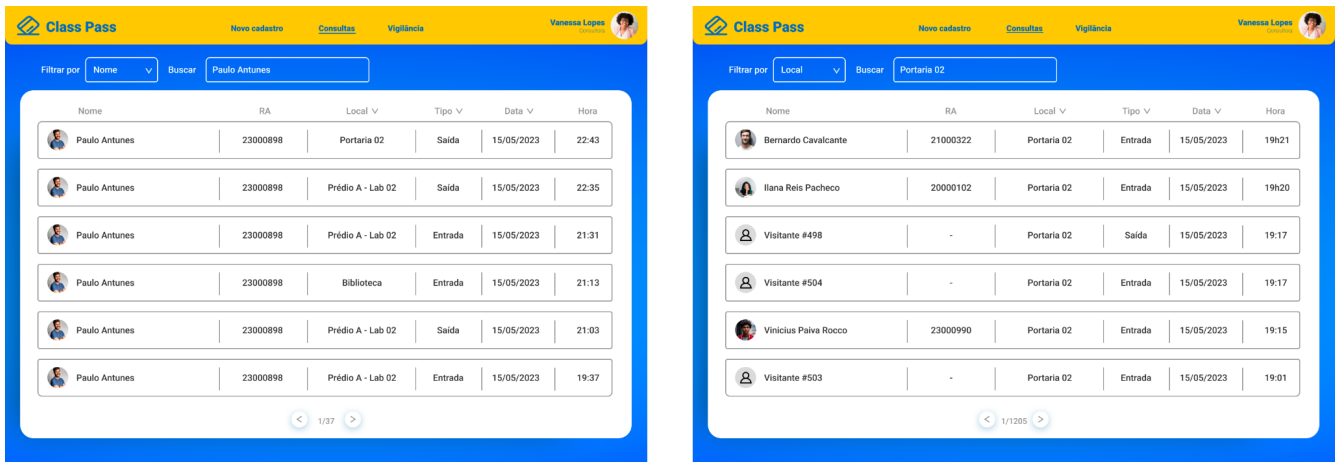 Class Pass Novo cadastro Consultas Vigilância Vanessa Lopes
Consultora
Filtrar por Nome Buscar Paulo Antunes
Nome RA Local Tipo Data Hora
Paulo Antunes 23000898 Portaria 02 Saída 15/05/2023 22:43
Paulo Antunes 23000898 Prédio A - Lab 02 Saída 15/05/2023 22:35
Paulo Antunes 23000898 Prédio A - Lab 02 Entrada 15/05/2023 21:31
Paulo Antunes 23000898 Biblioteca Entrada 15/05/2023 21:13
Paulo Antunes 23000898 Prédio A - Lab 02 Saída 15/05/2023 21:03
Paulo Antunes 23000898 Prédio A - Lab 02 Entrada 15/05/2023 19:37
< 1/37 >
Class Pass Novo cadastro Consultas Vigilância Vanessa Lopes
Consultora
Filtrar por Local Buscar Portaria 02
Nome RA Local Tipo Data Hora
Bernardo Cavalcante 21000322 Portaria 02 Entrada 15/05/2023 19h21
Ilana Reis Pacheco 20000102 Portaria 02 Entrada 15/05/2023 19h20
Visitante #498 - Portaria 02 Saída 15/05/2023 19:17
Visitante #504 - Portaria 02 Entrada 15/05/2023 19:17
Vinicius Paiva Rocco 23000990 Portaria 02 Entrada 15/05/2023 19:15
Visitante #503 - Portaria 02 Entrada 15/05/2023 19:01
< 1/1205 >